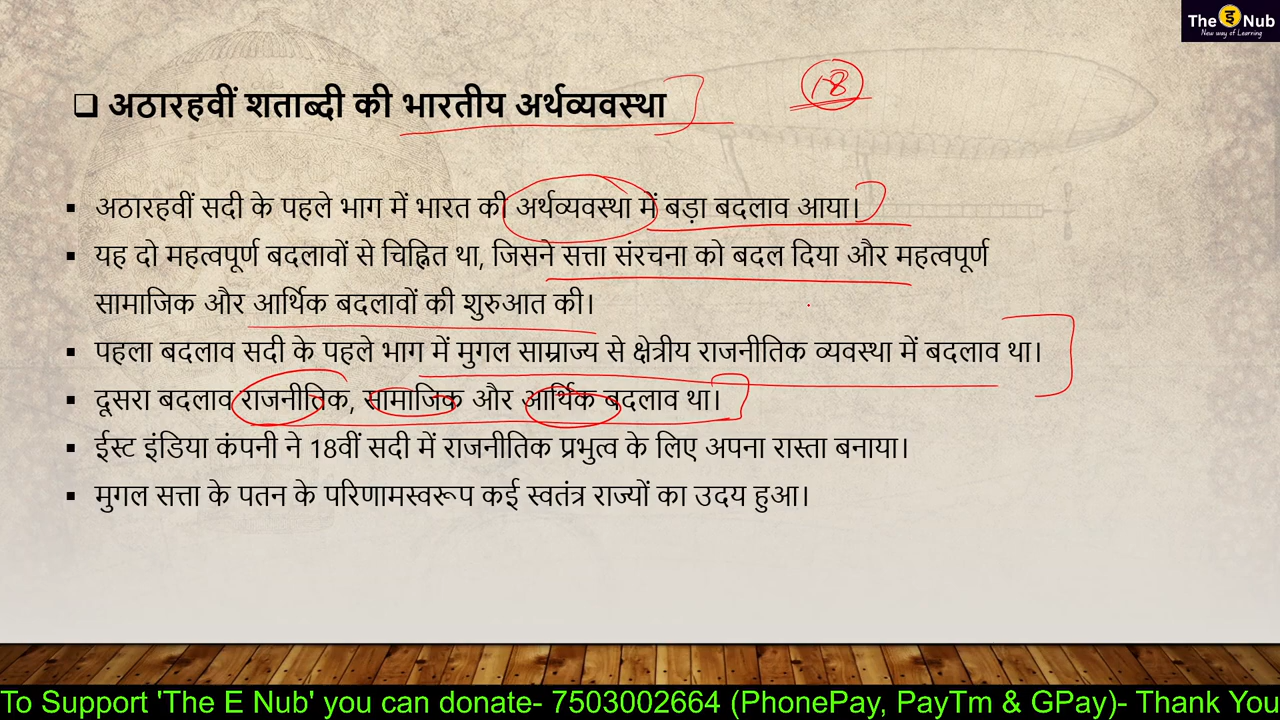 The इ Nub
New way of Learning
18
❑ अठारहवीं शताब्दी की भारतीय अर्थव्यवस्था
▪ अठारहवीं सदी के पहले भाग में भारत की अर्थव्यवस्था में बड़ा बदलाव आया।
▪ यह दो महत्वपूर्ण बदलावों से चिह्नित था, जिसने सत्ता संरचना को बदल दिया और महत्वपूर्ण
सामाजिक और आर्थिक बदलावों की शुरुआत की।
▪ पहला बदलाव सदी के पहले भाग में मुगल साम्राज्य से क्षेत्रीय राजनीतिक व्यवस्था में बदलाव था।
▪ दूसरा बदलाव राजनीतिक, सामाजिक और आर्थिक बदलाव था।
▪ ईस्ट इंडिया कंपनी ने 18वीं सदी में राजनीतिक प्रभुत्व के लिए अपना रास्ता बनाया।
▪ मुगल सत्ता के पतन के परिणामस्वरूप कई स्वतंत्र राज्यों का उदय हुआ।
To Support 'The E Nub' you can donate- 7503002664 (PhonePay, PayTm & GPay)- Thank You